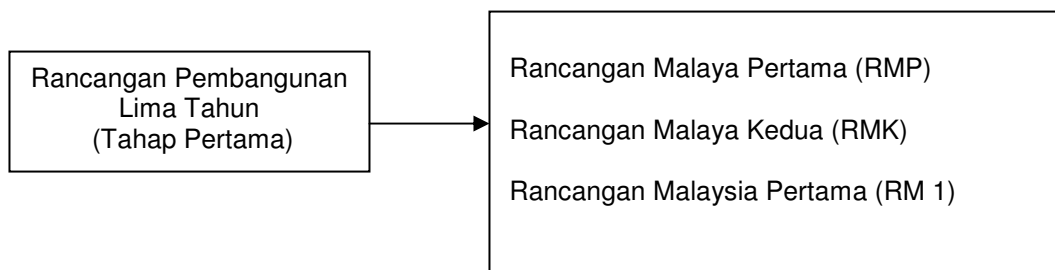 Rancangan Pembangunan
Lima Tahun
(Tahap Pertama)
Rancangan Malaya Pertama (RMP)
Rancangan Malaya Kedua (RMK)
Rancangan Malaysia Pertama (RM 1)